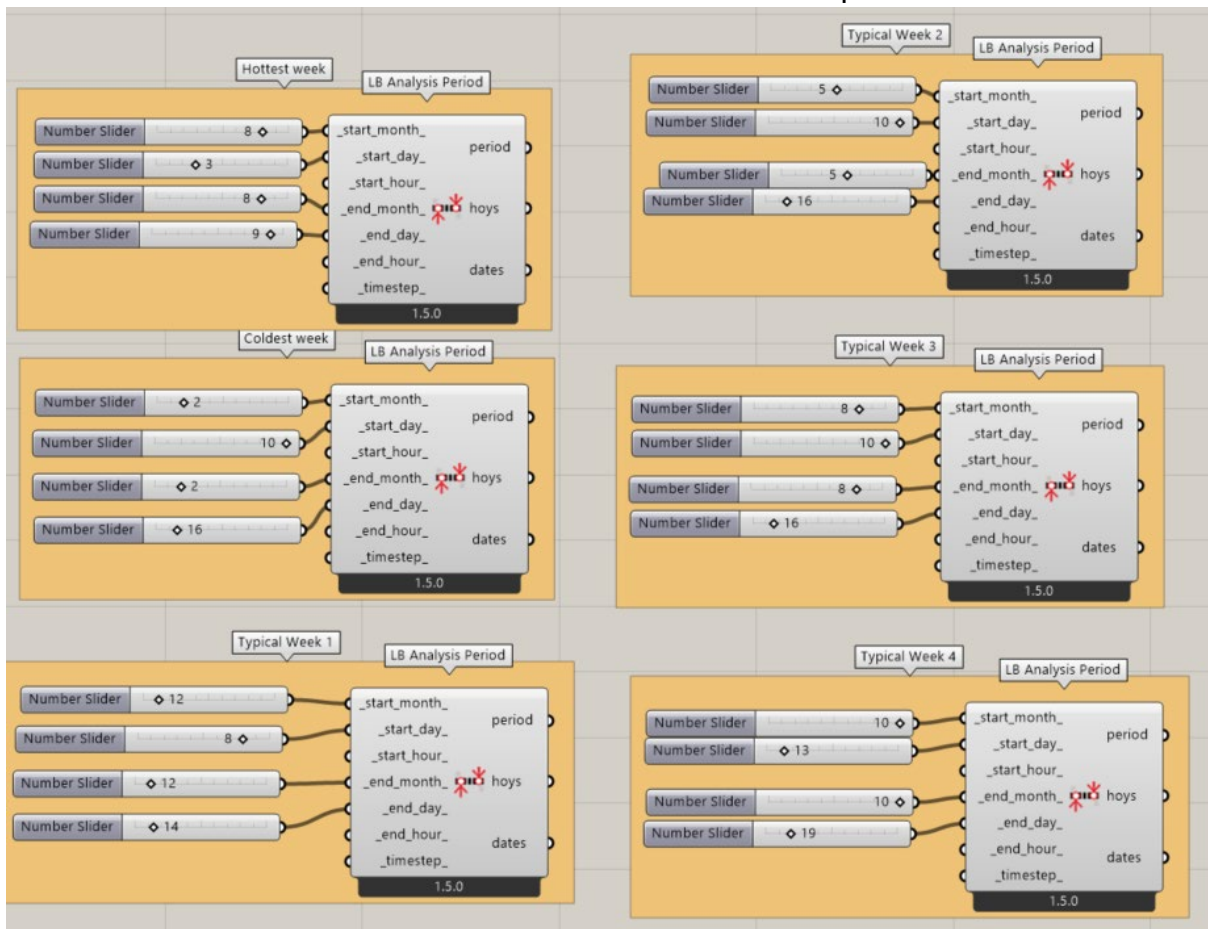 Hottest week
LB Analysis Period
Number Slider 8 _start_month_
Number Slider 3 _start_day_ period
_start_hour_
Number Slider 8 _end_month_ hoys
Number Slider 9 _end_day_
_end_hour_ dates
_timestep_
1.5.0
Coldest week
LB Analysis Period
Number Slider 2 _start_month_
period
Number Slider 10 _start_day_
_start_hour_
Number Slider 2 _end_month_ hoys
_end_day_
Number Slider 16 _end_hour_ dates
_timestep_
1.5.0
Typical Week 1
LB Analysis Period
Number Slider 12 _start_month_
period
Number Slider 8 _start_day_
_start_hour_
Number Slider 12 _end_month_ hoys
_end_day_
Number Slider 14 _end_hour_ dates
_timestep_
1.5.0
Typical Week 2
LB Analysis Period
Number Slider 5 _start_month_
period
Number Slider 10 _start_day_
_start_hour_
Number Slider 5 _end_month_ hoys
Number Slider 16 _end_day_
_end_hour_ dates
_timestep_
1.5.0
Typical Week 3
LB Analysis Period
Number Slider 8 _start_month_
period
Number Slider 10 _start_day_
_start_hour_
Number Slider 8 _end_month_ hoys
Number Slider 16 _end_day_
_end_hour_ dates
_timestep_
1.5.0
Typical Week 4
LB Analysis Period
Number Slider 10 _start_month_
period
Number Slider 13 _start_day_
_start_hour_
Number Slider 10 _end_month_ hoys
Number Slider 19 _end_day_
_end_hour_ dates
_timestep_
1.5.0